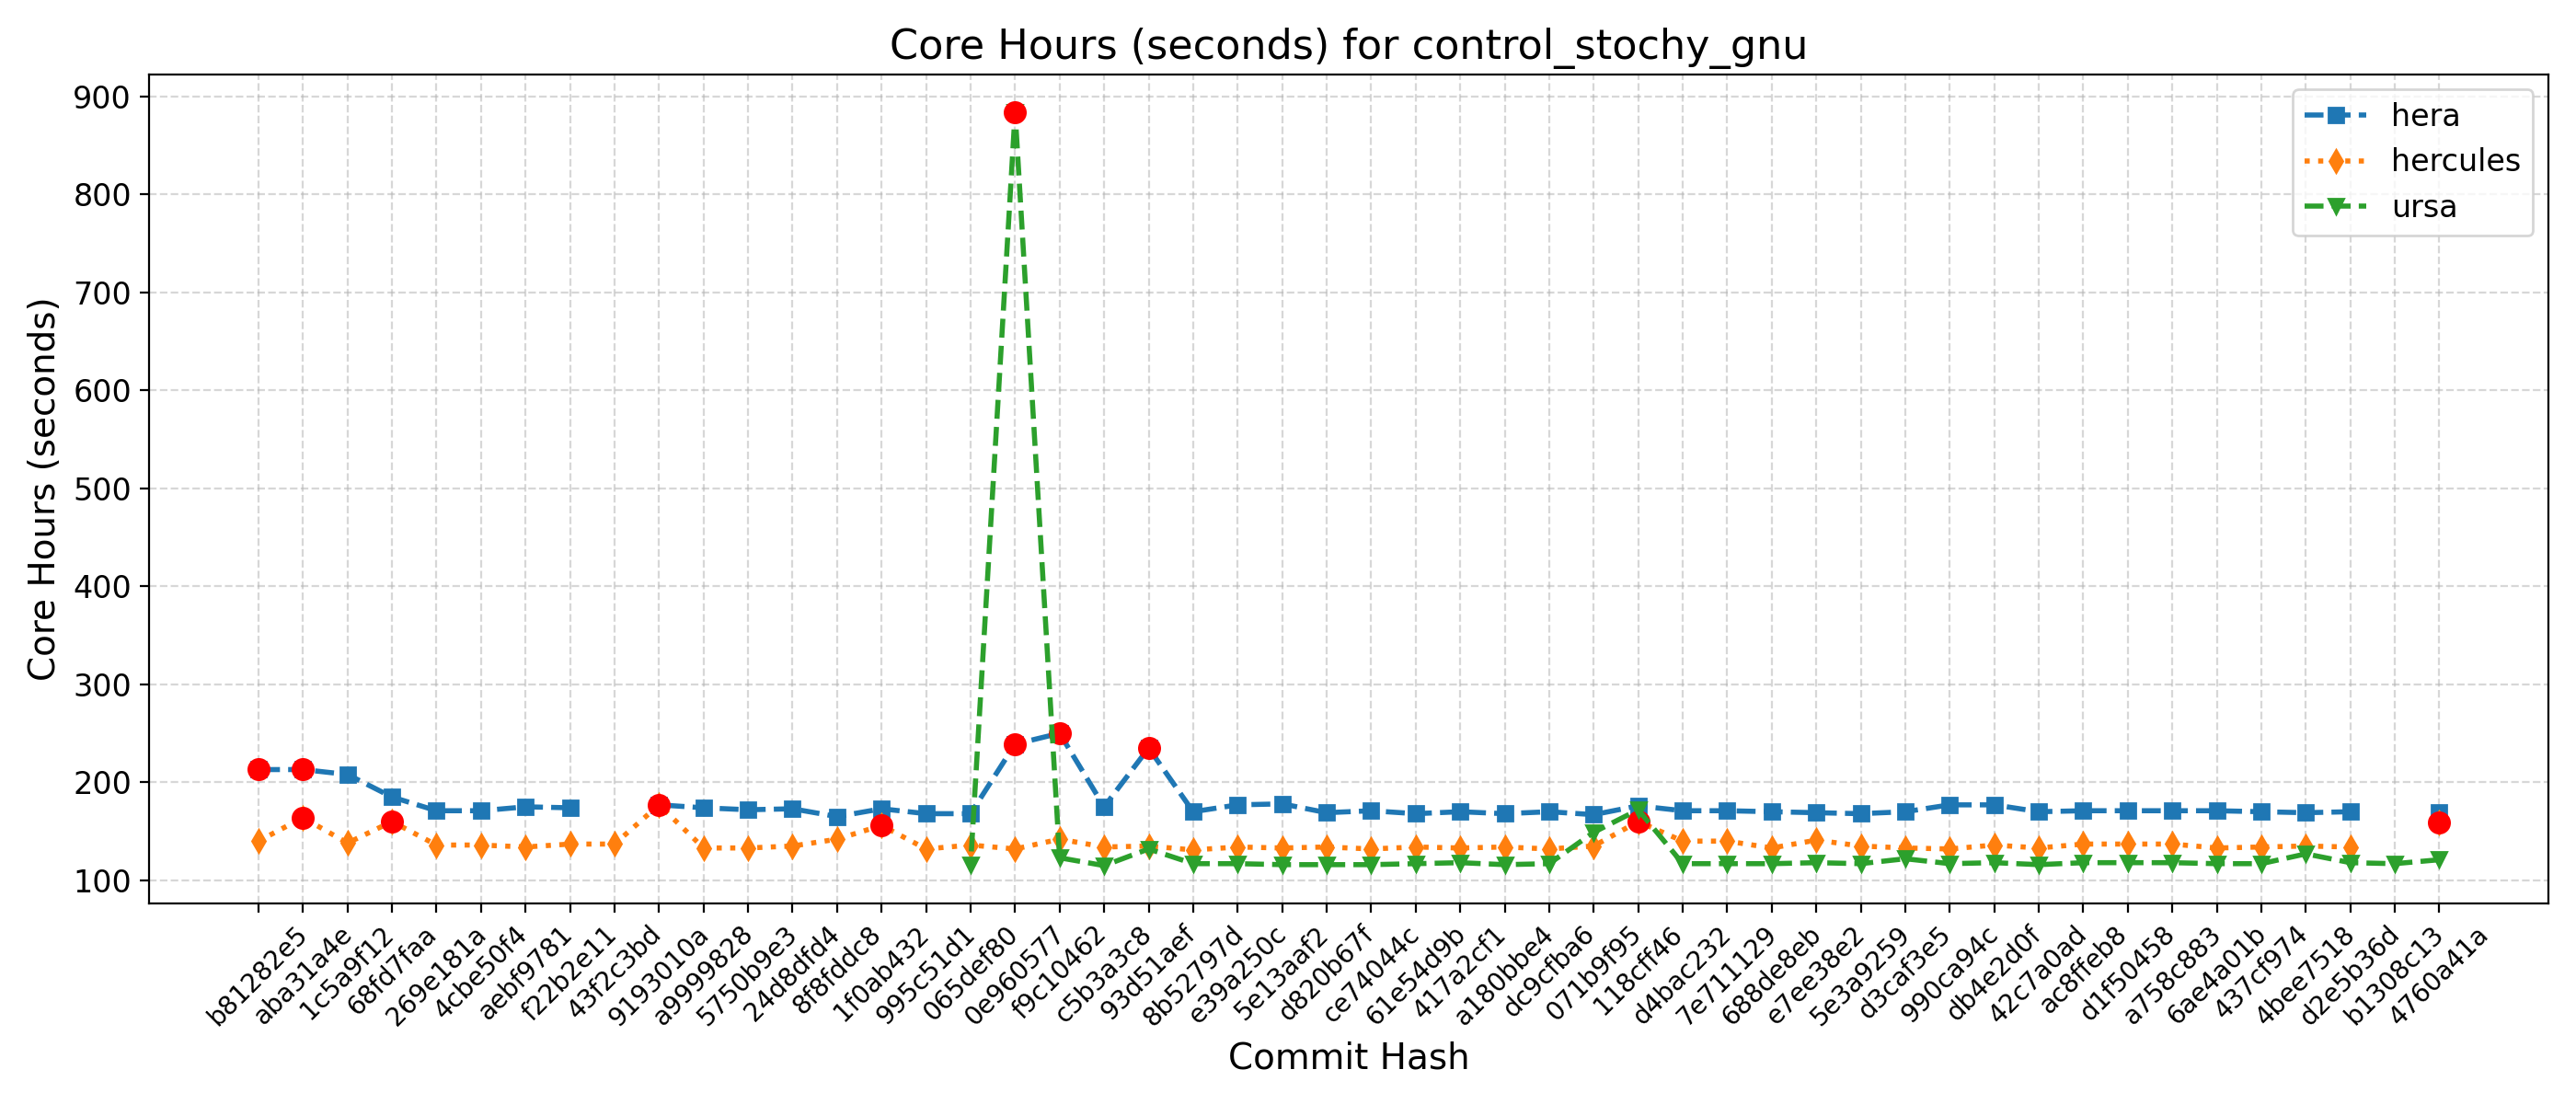 Core Hours (seconds) for control_stochy_gnu
Core Hours (seconds)
900
800
700
600
500
400
300
200
100
hera
hercules
ursa
b81282e5
aba31a4e
1c5a9f12
68fd7faa
269e181a
4cbe50f4
aebf9781
f22b2e11
43f2c3bd
9193010a
a9999828
5750b9e3
24d8dfd4
8f8fddc8
1f0ab432
995c51d1
065def80
0e960577
f9c10462
c5b3a3c8
93d51aef
8b52797d
e39a250c
5e13aaf2
d820b67f
ce74044c
61e54d9b
417a2cf1
a180bbe4
dc9cfba6
071b9f95
118cff46
d4bac232
7e711129
688de8eb
e7ee38e2
5e3a9259
d3caf3e5
990ca94c
db4e2d0f
42c7a0ad
ac8ffeb8
d1f50458
a758c883
6ae4a01b
437cf974
4bee7518
d2e5b36d
b1308c13
4760a41a
Commit Hash